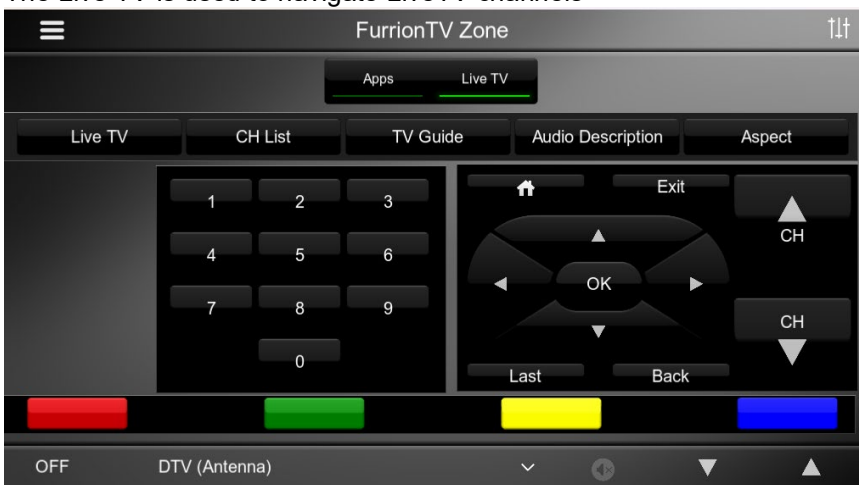 The Live TV is used to navigate LiveTV channels
FurrionTV Zone
Apps Live TV
Live TV CH List TV Guide Audio Description Aspect
1 2 3
Exit
CH
4 5 6
OK
7 8 9
CH
0
Last Back
OFF DTV (Antenna)